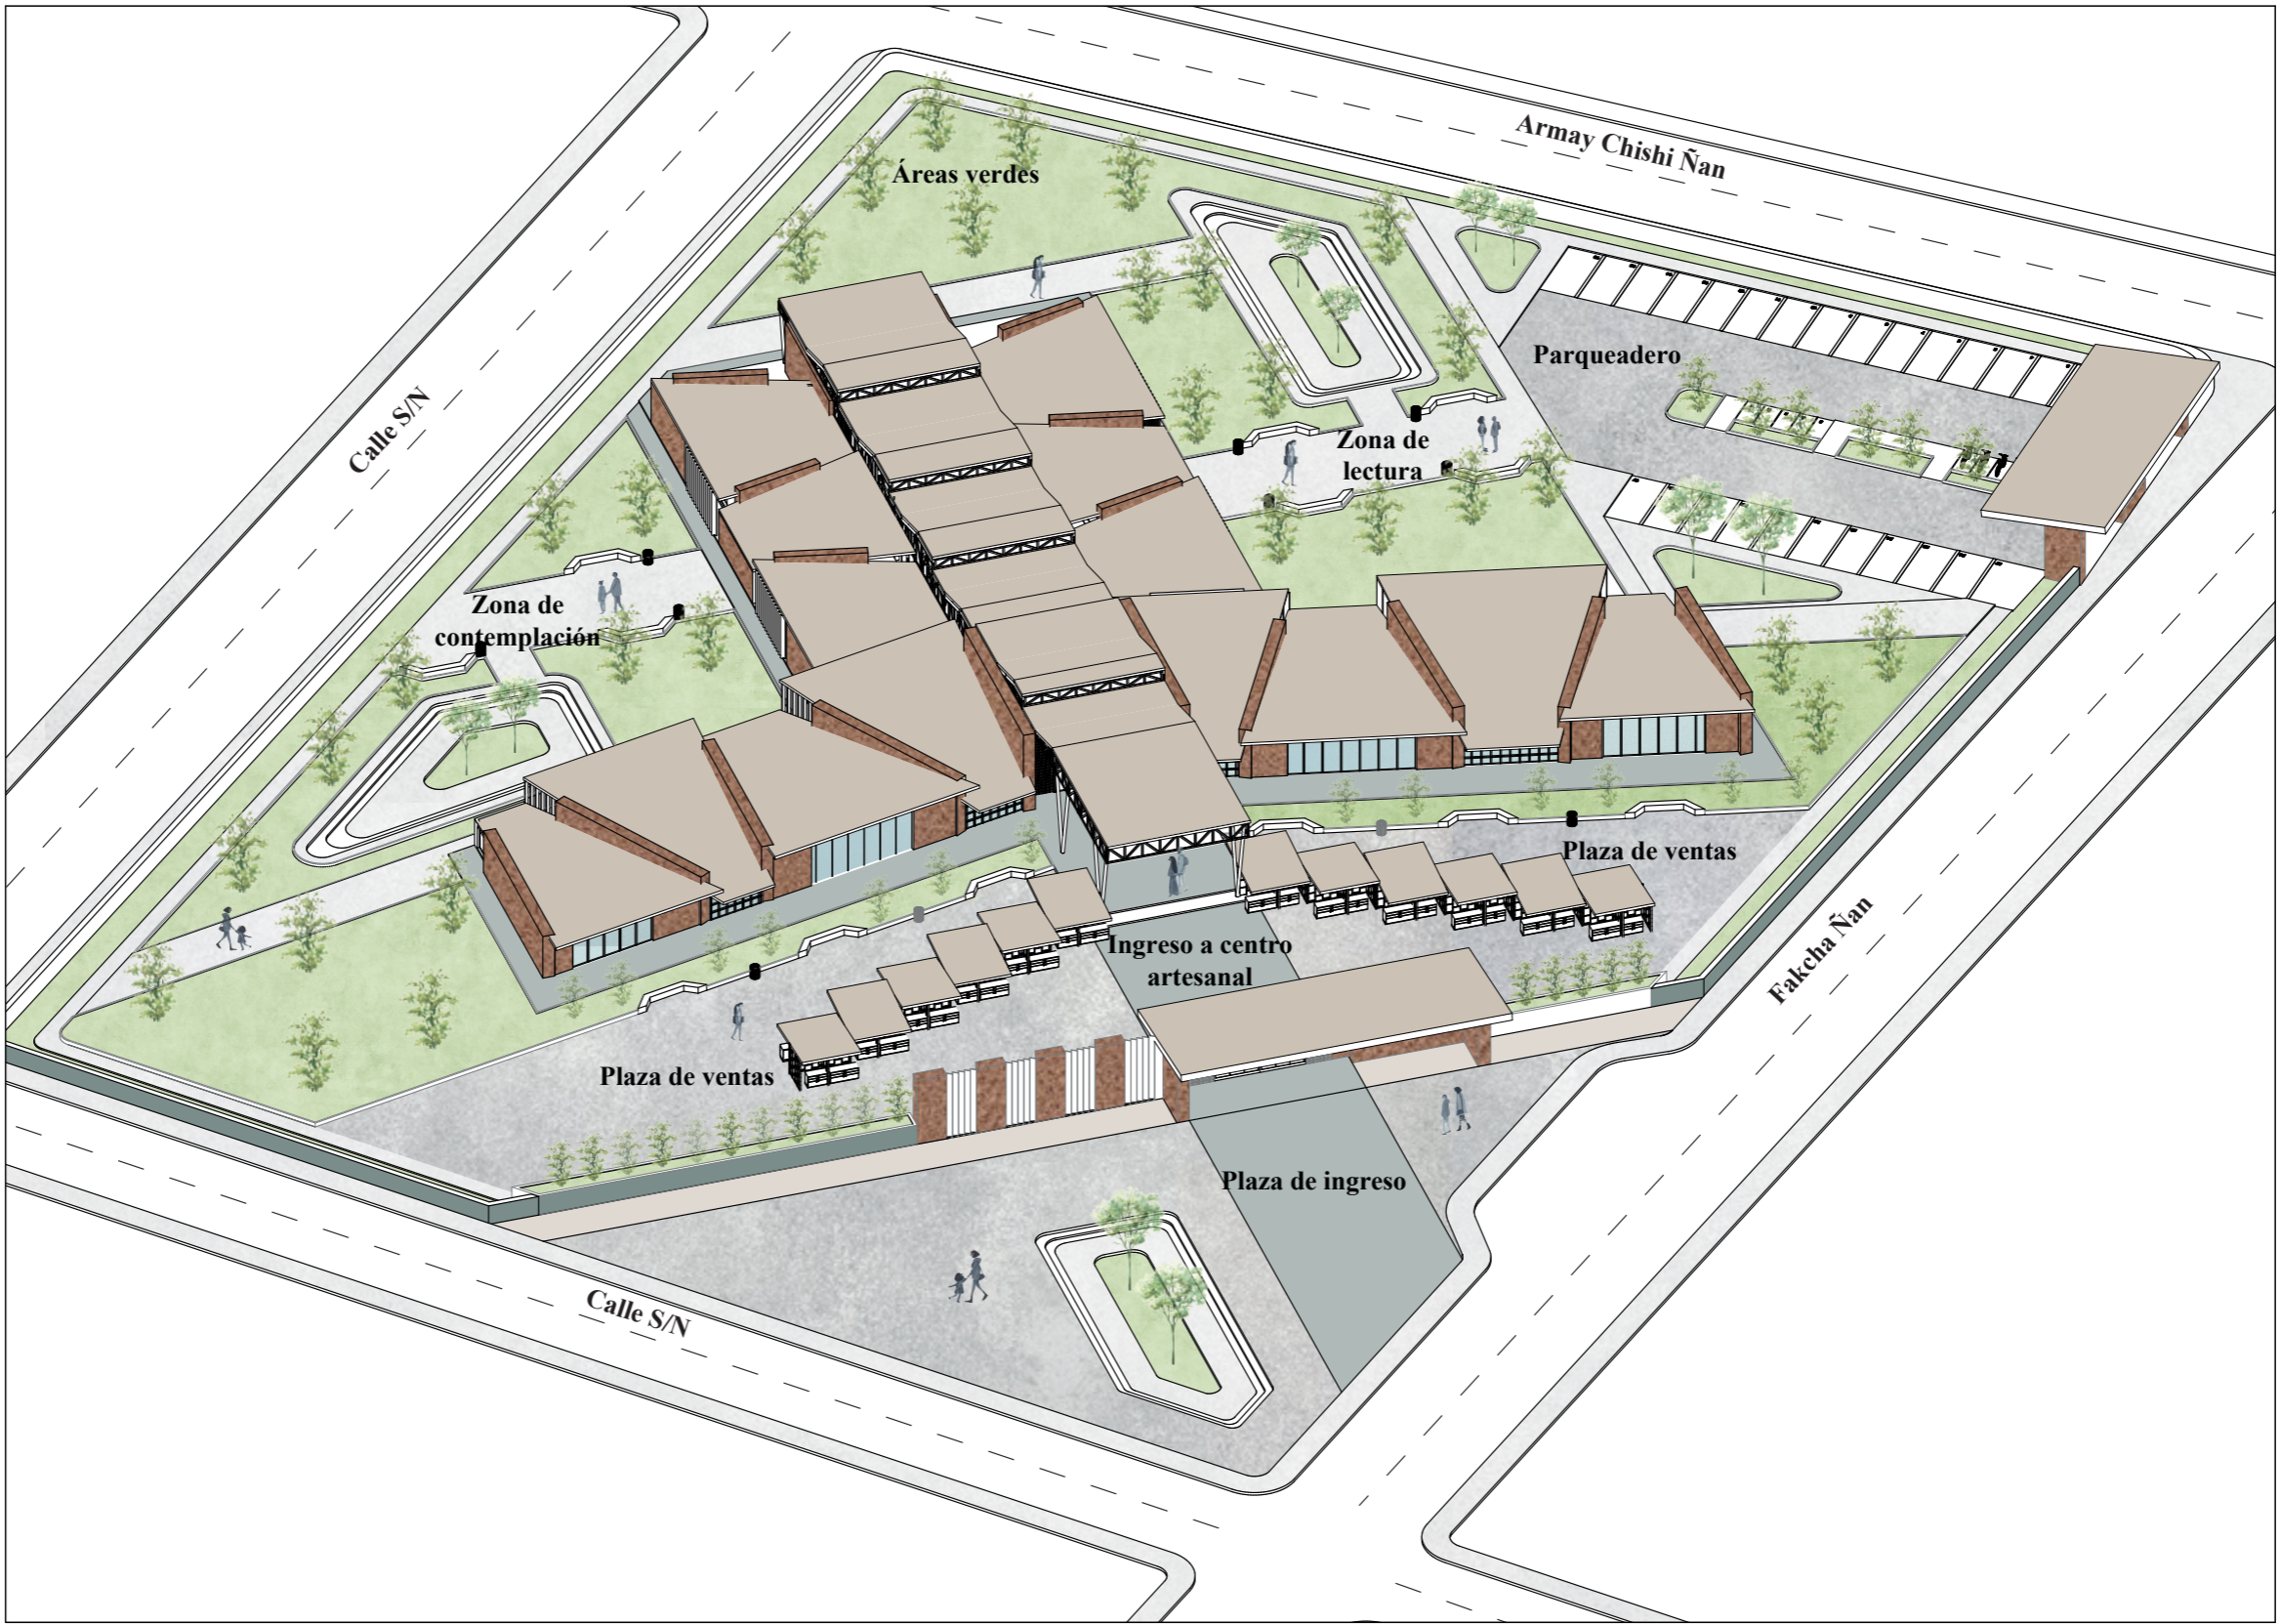 Armay Chishi Ñan
Áreas verdes
Parqueadero
Calle S/N
Zona de
lectura
Zona de
contemplación
Plaza de ventas
Fakcha Ñan
Ingreso a centro
artesanal
Plaza de ventas
Plaza de ingreso
Calle S/N